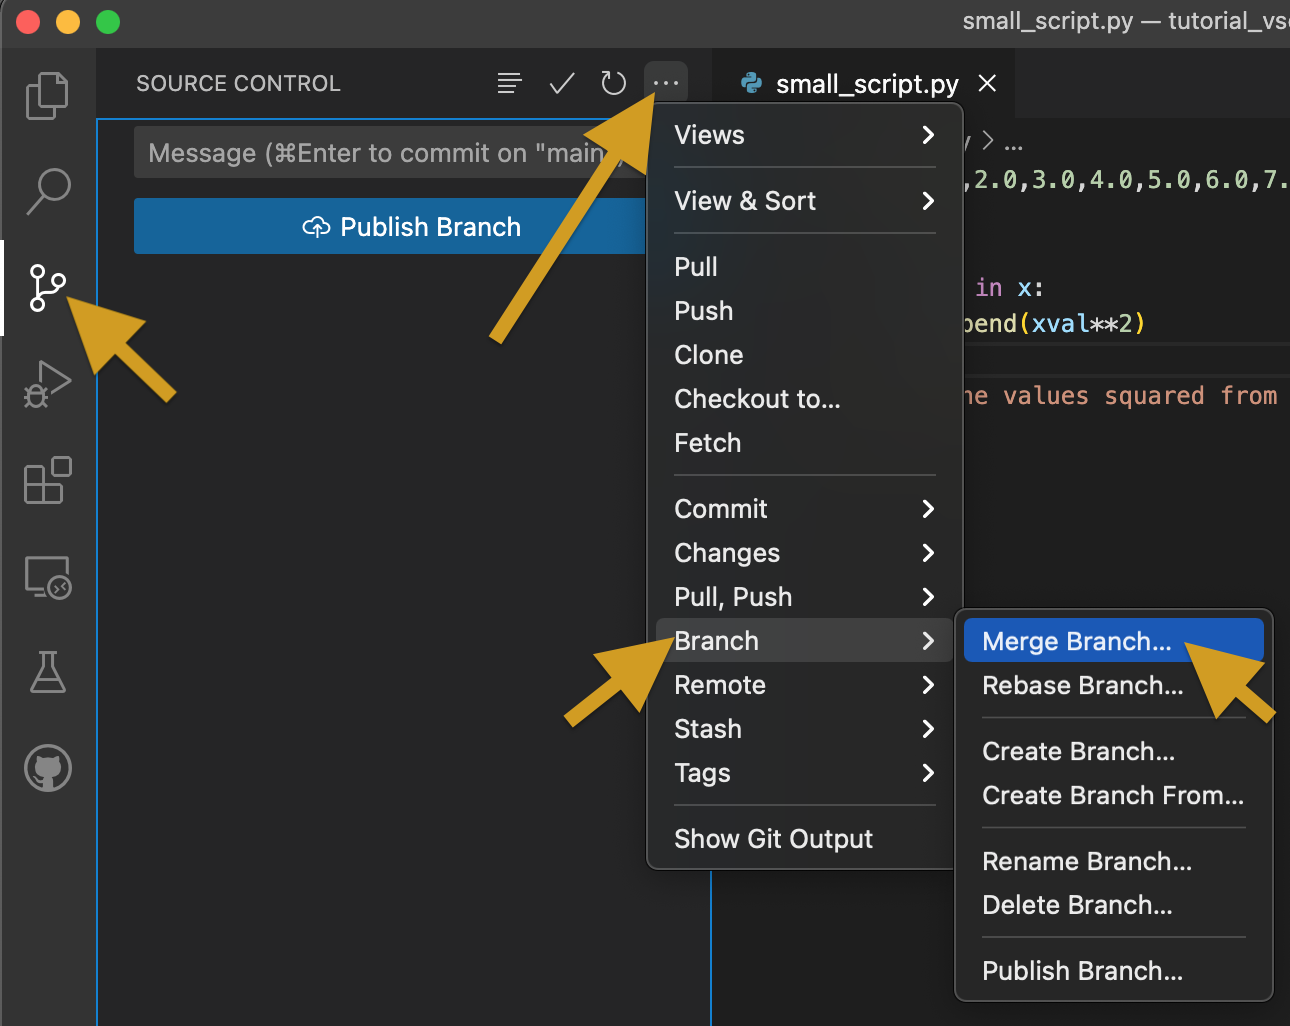 small_script.py — tutorial_vs
SOURCE CONTROL
small_script.py
Message (⌘Enter to commit on "main
Publish Branch
Views
View & Sort
Pull
Push
Clone
Checkout to...
Fetch
Commit
Changes
Pull, Push
Branch
Remote
Stash
Tags
Show Git Output
Merge Branch...
Rebase Branch...
Create Branch...
Create Branch From...
Rename Branch...
Delete Branch...
Publish Branch...
> ...
,2.0,3.0,4.0,5.0,6.0,7.
in x:
pend(xval**2)
values squared from